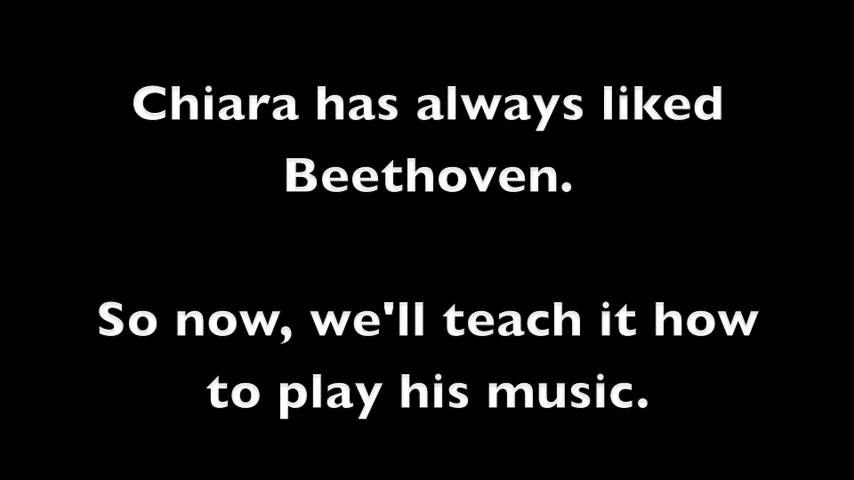 Chiara has always liked
Beethoven.
So now, we'll teach it how
to play his music.